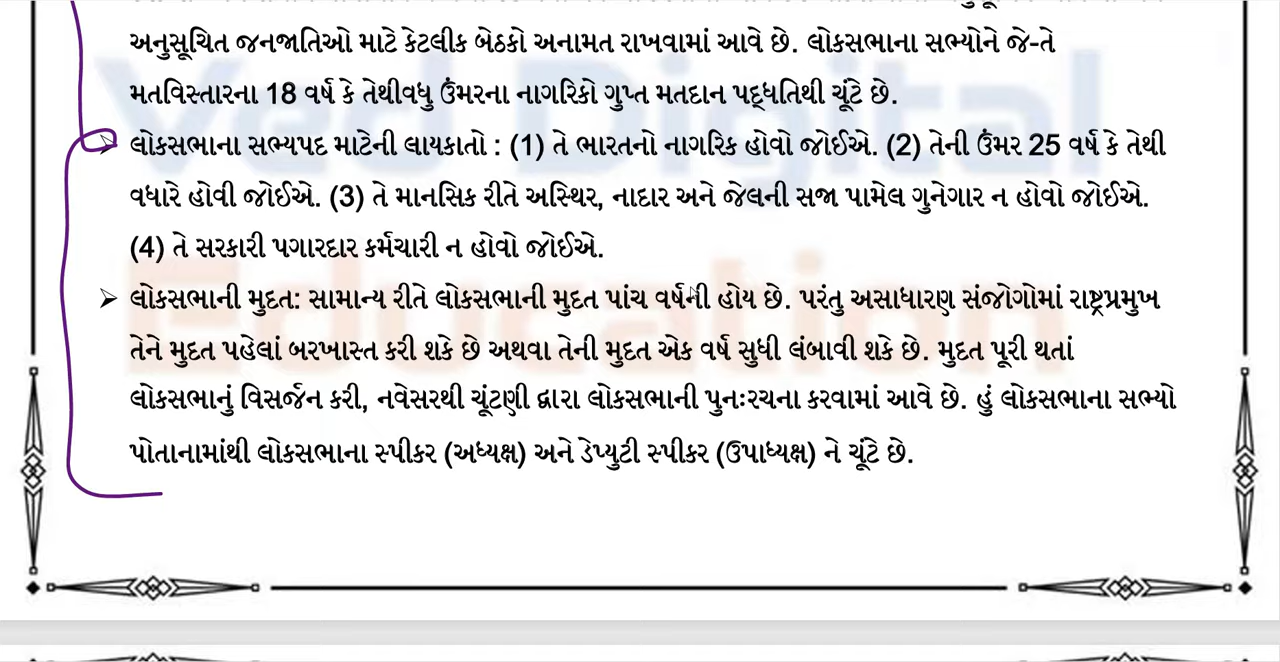 અનુસૂચિત જનજાતિઓ માટે કેટલીક બેઠકો અનામત રાખવામાં આવે છે. લોકસભાના સભ્યોને જે-તે
મતવિસ્તારના 18 વર્ષ કે તેથીવધુ ઉંમરના નાગરિકો ગુપ્ત મતદાન પદ્ધતિથી ચૂંટે છે.
➢ લોકસભાના સભ્યપદ માટેની લાયકાતો : (1) તે ભારતનો નાગરિક હોવો જોઈએ. (2) તેની ઉંમર 25 વર્ષ કે તેથી
વધારે હોવી જોઈએ. (3) તે માનસિક રીતે અસ્થિર, નાદાર અને જેલની સજા પામેલ ગુનેગાર ન હોવો જોઈએ.
(4) તે સરકારી પગારદાર કર્મચારી ન હોવો જોઈએ.
➢ લોકસભાની મુદત: સામાન્ય રીતે લોકસભાની મુદત પાંચ વર્ષની હોય છે. પરંતુ અસાધારણ સંજોગોમાં રાષ્ટ્રપ્રમુખ
તેને મુદત પહેલાં બરખાસ્ત કરી શકે છે અથવા તેની મુદત એક વર્ષ સુધી લંબાવી શકે છે. મુદત પૂરી થતાં
લોકસભાનું વિસર્જન કરી, નવેસરથી ચૂંટણી દ્વારા લોકસભાની પુનઃરચના કરવામાં આવે છે. હું લોકસભાના સભ્યો
પોતાનામાંથી લોકસભાના સ્પીકર (અધ્યક્ષ) અને ડેપ્યુટી સ્પીકર (ઉપાધ્યક્ષ) ને ચૂંટે છે.
Ved Digital
Education